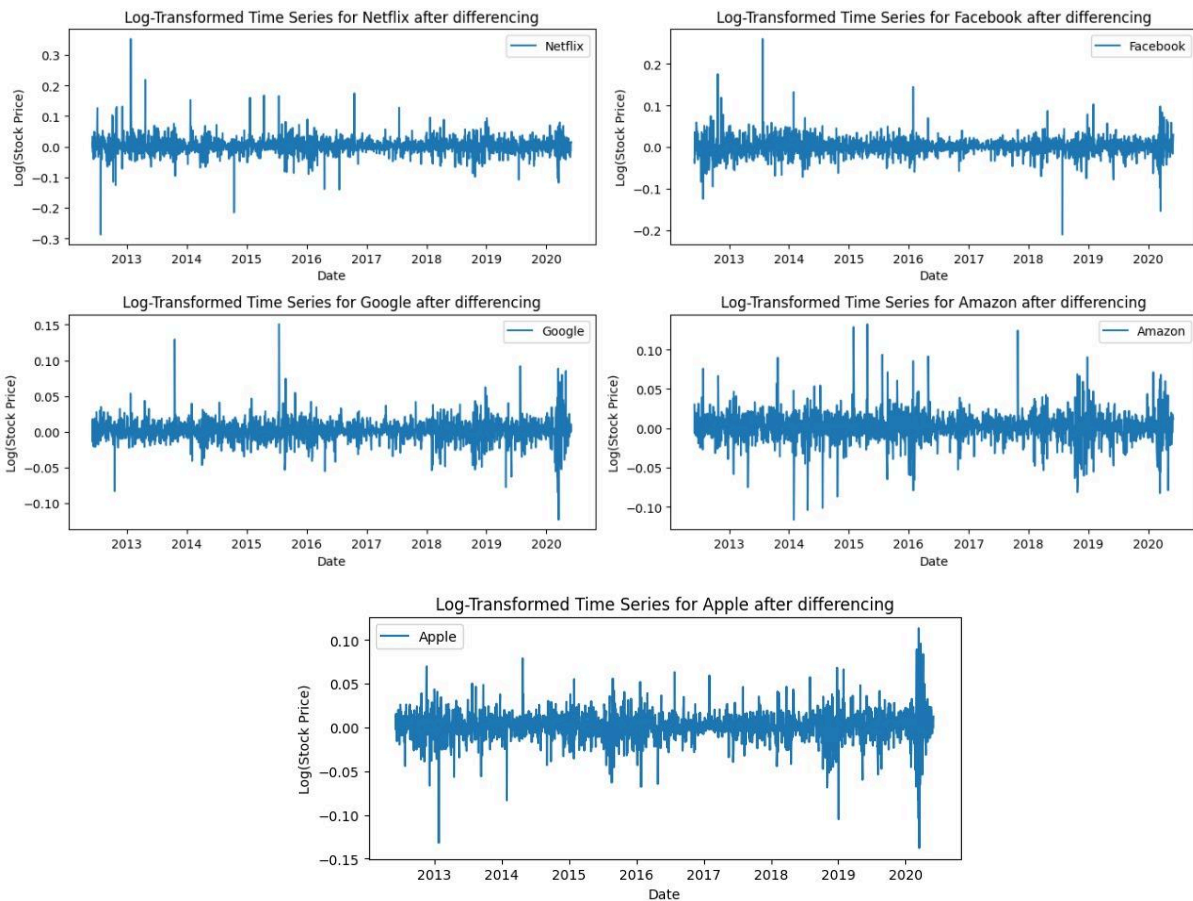 Log-Transformed Time Series for Netflix after differencing
Netflix
0.3
0.2
0.1
0.0
−0.1
−0.2
−0.3
Log(Stock Price)
2013 2014 2015 2016 2017 2018 2019 2020
Date
Log-Transformed Time Series for Facebook after differencing
Facebook
0.2
0.1
0.0
−0.1
−0.2
Log(Stock Price)
2013 2014 2015 2016 2017 2018 2019 2020
Date
Log-Transformed Time Series for Google after differencing
Google
0.15
0.10
0.05
0.00
−0.05
−0.10
Log(Stock Price)
2013 2014 2015 2016 2017 2018 2019 2020
Date
Log-Transformed Time Series for Amazon after differencing
Amazon
0.10
0.05
0.00
−0.05
−0.10
Log(Stock Price)
2013 2014 2015 2016 2017 2018 2019 2020
Date
Log-Transformed Time Series for Apple after differencing
Apple
0.10
0.05
0.00
−0.05
−0.10
−0.15
Log(Stock Price)
2013 2014 2015 2016 2017 2018 2019 2020
Date